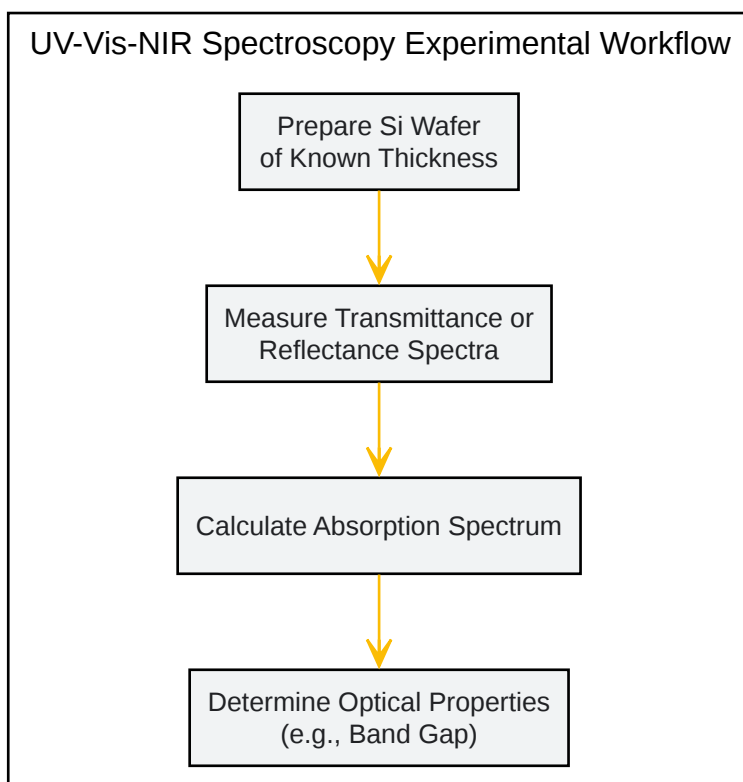 UV-Vis-NIR Spectroscopy Experimental Workflow
Prepare Si Wafer
of Known Thickness
Measure Transmittance or
Reflectance Spectra
Calculate Absorption Spectrum
Determine Optical Properties
(e.g., Band Gap)